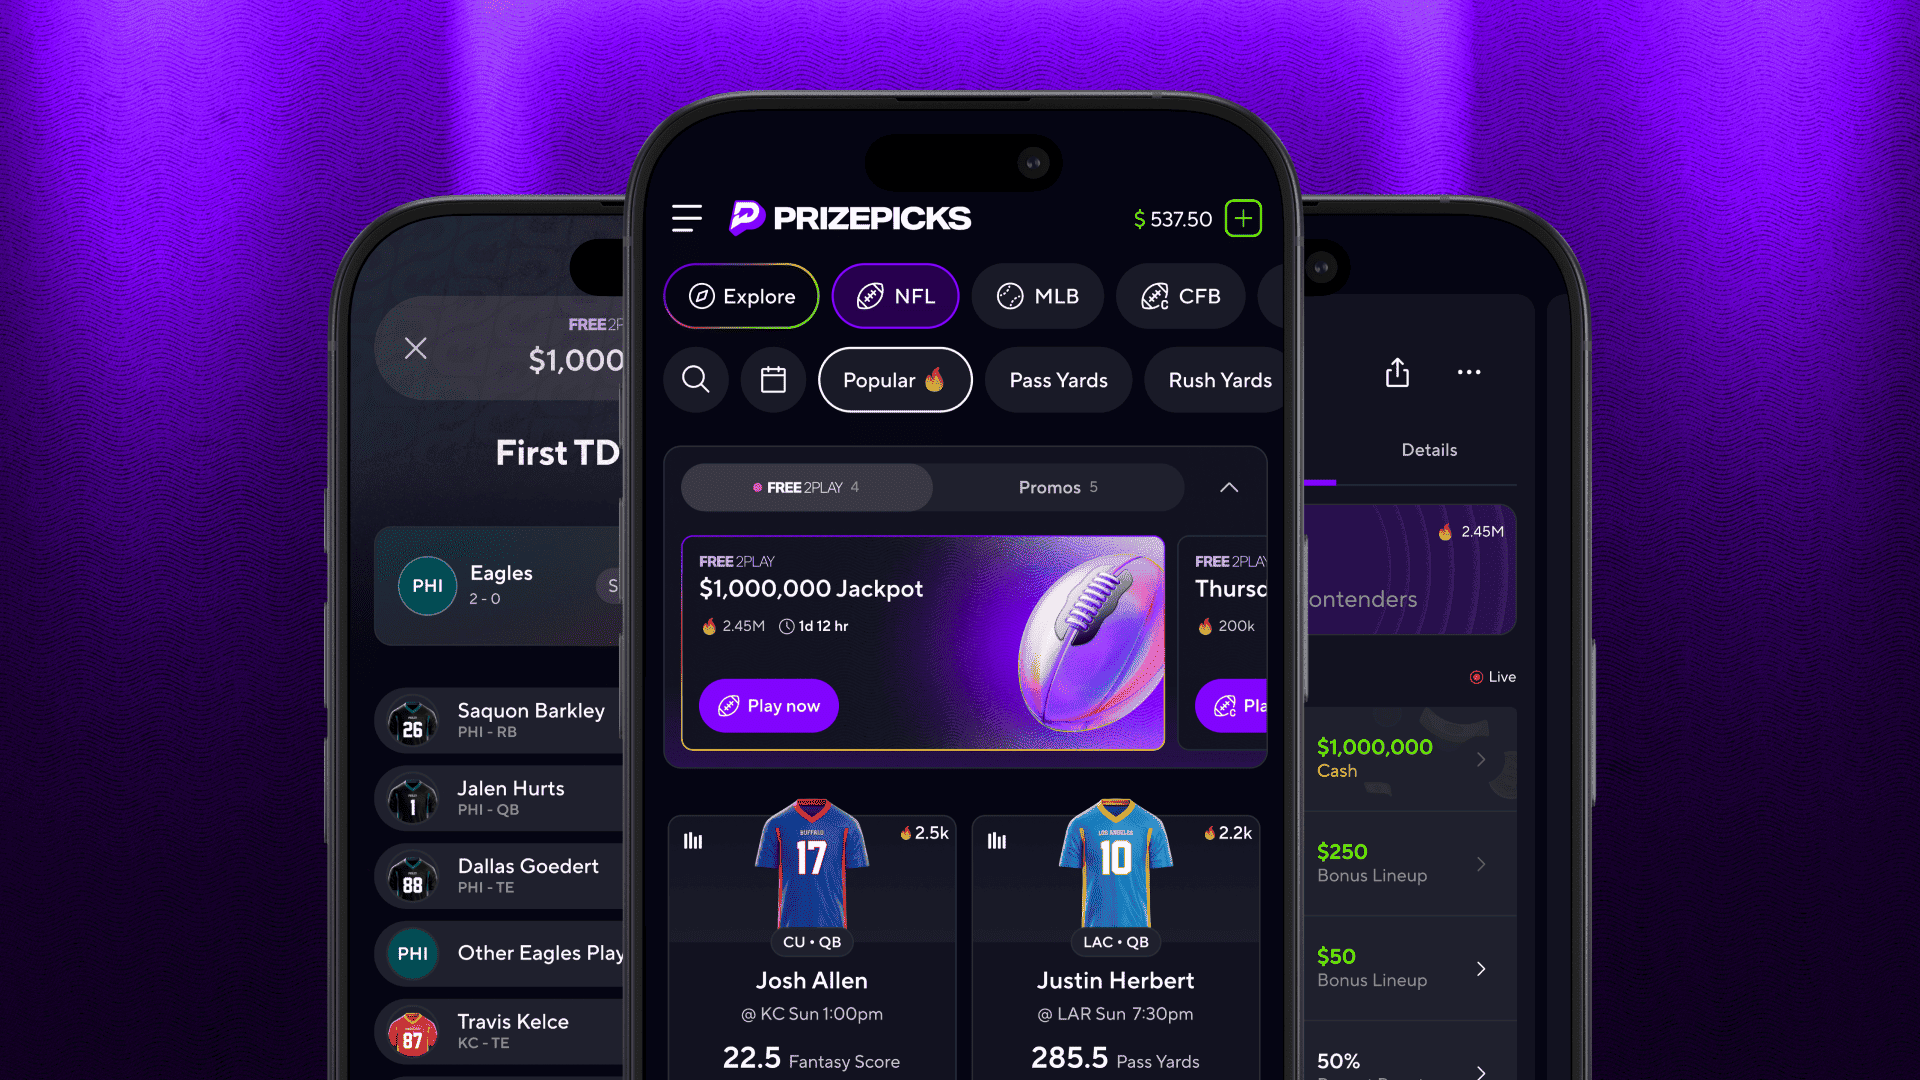 FREE2P
$1,000
First TD
PHI
Eagles
2 - 0
S
26
Saquon Barkley
PHI - RB
1
Jalen Hurts
PHI - QB
88
Dallas Goedert
PHI - TE
PHI
Other Eagles Play
87
Travis Kelce
KC - TE
PRIZEPICKS
$ 537.50
Explore
NFL
MLB
CFB
Popular
Pass Yards
Rush Yards
FREE2PLAY 4
Promos 5
FREE2PLAY
$1,000,000 Jackpot
2.45M
1d 12 hr
Play now
FREE2PLAY
Thursd
200k
Pla
2.5k
BUFFALO
17
CU • QB
Josh Allen
@ KC Sun 1:00pm
22.5 Fantasy Score
2.2k
LOS ANGELES
10
LAC • QB
Justin Herbert
@ LAR Sun 7:30pm
285.5 Pass Yards
Details
2.45M
ontenders
Live
$1,000,000
Cash
$250
Bonus Lineup
$50
Bonus Lineup
50%